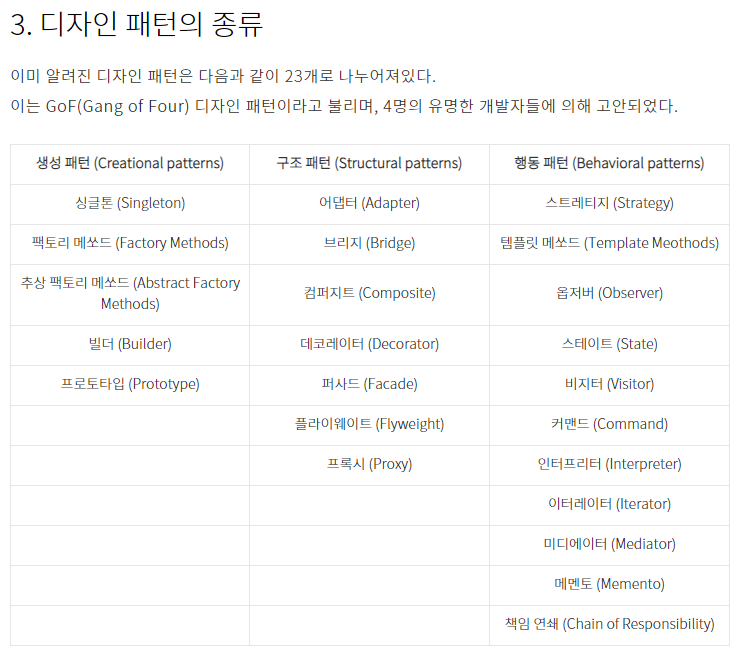 3. 디자인 패턴의 종류
이미 알려진 디자인 패턴은 다음과 같이 23개로 나누어져있다.
이는 GoF(Gang of Four) 디자인 패턴이라고 불리며, 4명의 유명한 개발자들에 의해 고안되었다.
생성 패턴 (Creational patterns) 구조 패턴 (Structural patterns) 행동 패턴 (Behavioral patterns)
싱글톤 (Singleton) 어댑터 (Adapter) 스트레티지 (Strategy)
팩토리 메쏘드 (Factory Methods) 브리지 (Bridge) 템플릿 메쏘드 (Template Meothods)
추상 팩토리 메쏘드 (Abstract Factory
Methods) 컴퍼지트 (Composite) 옵저버 (Observer)
빌더 (Builder) 데코레이터 (Decorator) 스테이트 (State)
프로토타입 (Prototype) 퍼사드 (Facade) 비지터 (Visitor)
플라이웨이트 (Flyweight) 커맨드 (Command)
프록시 (Proxy) 인터프리터 (Interpreter)
이터레이터 (Iterator)
미디에이터 (Mediator)
메멘토 (Memento)
책임 연쇄 (Chain of Responsibility)